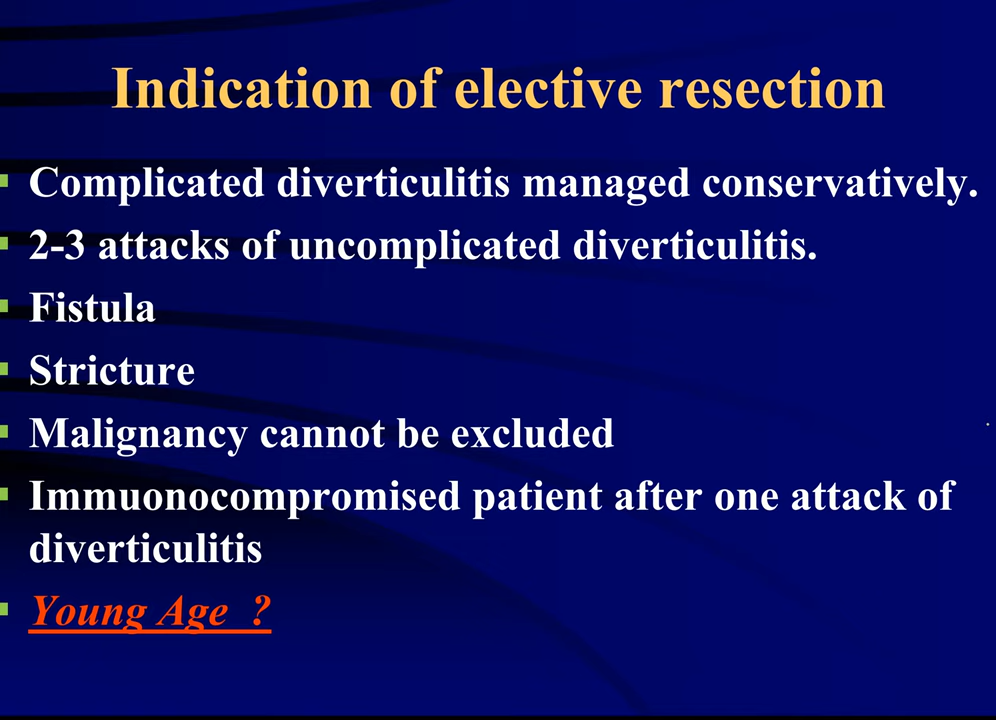 Indication of elective resection
Complicated diverticulitis managed conservatively.
2-3 attacks of uncomplicated diverticulitis.
Fistula
Stricture
Malignancy cannot be excluded
Immuonocompromised patient after one attack of
diverticulitis
Young Age ?